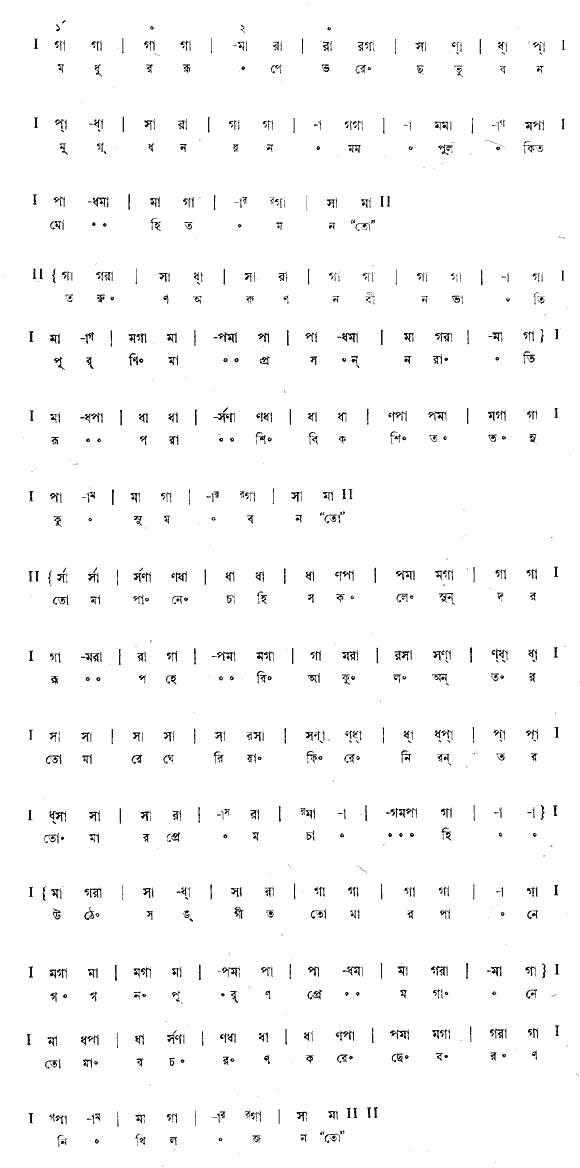 ১´ ০ ২ ০
I গা গা | গা গা | -মা রা | রা রগা | সা ণ্া | ধ্া প্া I
ম ধু র রূ ০ পে ভ রে০ ছ ভু ব ন
I প্া -ধ্া | সা রা | গা গা | -া গগা | -া মমা | -াগ মপা I
মু গ্ ধ ন য় ন ০ মম ০ পুল ০ কিত
I পা -ধমা | মা গা | -ার রগা | সা মা II
মো ০০ হি ত ০ ম ন “তো”
II { গা গরা | সা ধ্া | সা রা | গা গা | গা গা | -া গা I
ত রু০ ণ অ রু ণ ন বী ন ভা ০ তি
I মা -াগ | মগা মা | -পমা পা | পা -ধমা | মা গরা | -মা গা } I
পূ র্ ণি০ মা ০০ প্র স ০ন্ ন রা০ ০ তি
I মা -ধপা | ধা ধা | -র্সণা ণধা | ধা ধা | ণপা পমা | মগা গা I
রূ ০০ প রা ০০ শি০ বি ক শি০ ত০ ত০ নু
I পা -াম | মা গা | -ার রগা | সা মা II
কু ০ সু ম ০ ব ন “তো”
II { র্সা র্সা | র্সণা ণধা | ধা ধা | ধা ণপা | পমা মগা | গা গা I
তো মা পা০ নে০ চা হি স ক০ লে০ সুন্ দ র
I গা -মরা | রা গা | -পমা মগা | গা মরা | রসা সণ্া | ণ্ধ্া ধ্া I
রূ ০০ প হে ০০ রি০ আ কু০ ল০ অন্ ত০ র
I সা সা | সা সা | সা রসা | সণ্া ণ্ধ্া | ধ্া ধ্প্া | প্া প্া I
তো মা রে ঘে রি য়া০ ফি০ রে০ নি রন্ ত র
I ধ্সা সা | সা রা | -াস রা | রমা -া | -গমপা গা | -া -া } I
তো০ মা র প্রে ০ ম চা ০ ০০০ হি ০ ০
I { মা গরা | সা -ধ্া | সা রা | গা গা | গা গা | -া গা I
উ ঠে০ স ঙ্ গী ত তো মা র পা ০ নে
I মগা মা | মগা মা | -পমা পা | পা -ধমা | মা গরা | -মা গা } I
গ০ গ ন০ পূ ০র্ ণ প্রে ০০ ম গা০ ০ নে
I মা ধপা | ধা র্সণা | ণধা ধা | ধা ণপা | পমা মগা | গরা গা I
তো মা০ র চ০ র০ ণ্ ক রে০ ছে০ ব০ র০ ণ
I গপা -াম | মা গা | -ার রগা | সা মা II II
নি ০ খি ল্ ০ জ ন “তো”